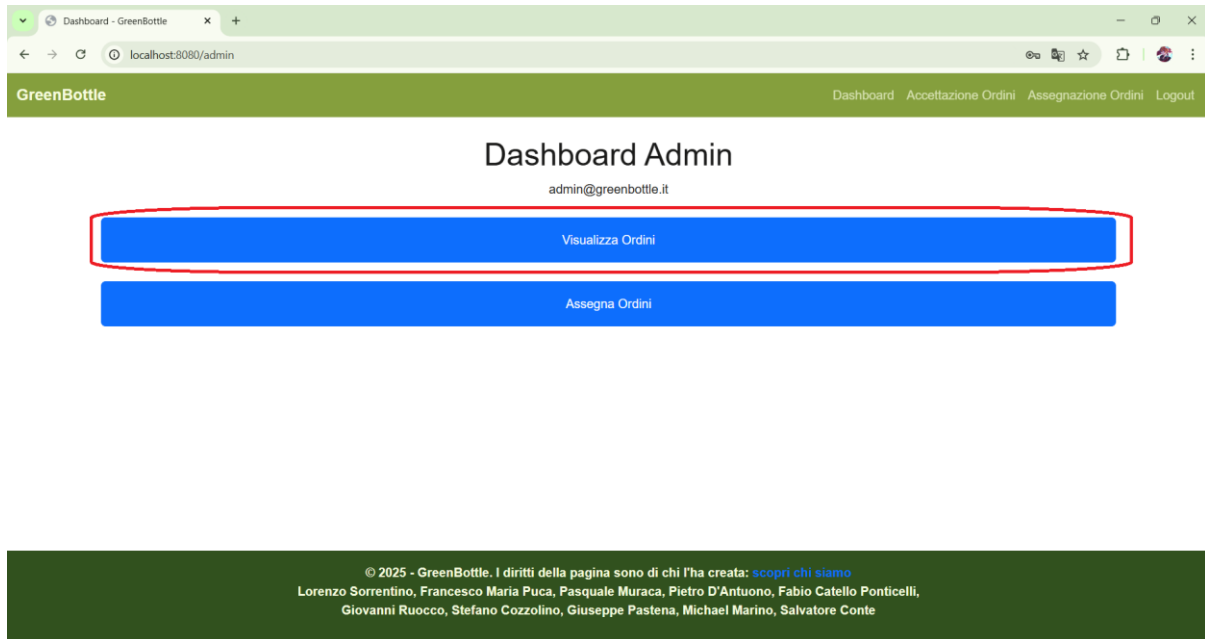 Dashboard - GreenBottle
localhost:8080/admin
GreenBottle
Dashboard Accettazione Ordini Assegnazione Ordini Logout
Dashboard Admin
admin@greenbottle.it
Visualizza Ordini
Assegna Ordini
© 2025 - GreenBottle. I diritti della pagina sono di chi l'ha creata: scopri chi siamo
Lorenzo Sorrentino, Francesco Maria Puca, Pasquale Muraca, Pietro D'Antuono, Fabio Catello Ponticelli,
Giovanni Ruocco, Stefano Cozzolino, Giuseppe Pastena, Michael Marino, Salvatore Conte